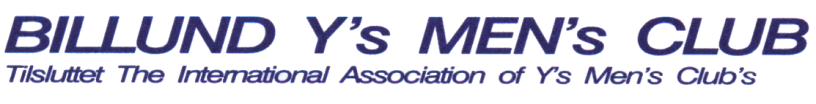 BILLUND Y's MEN's CLUB
Tilsluttet The International Association of Y's Men's Club's